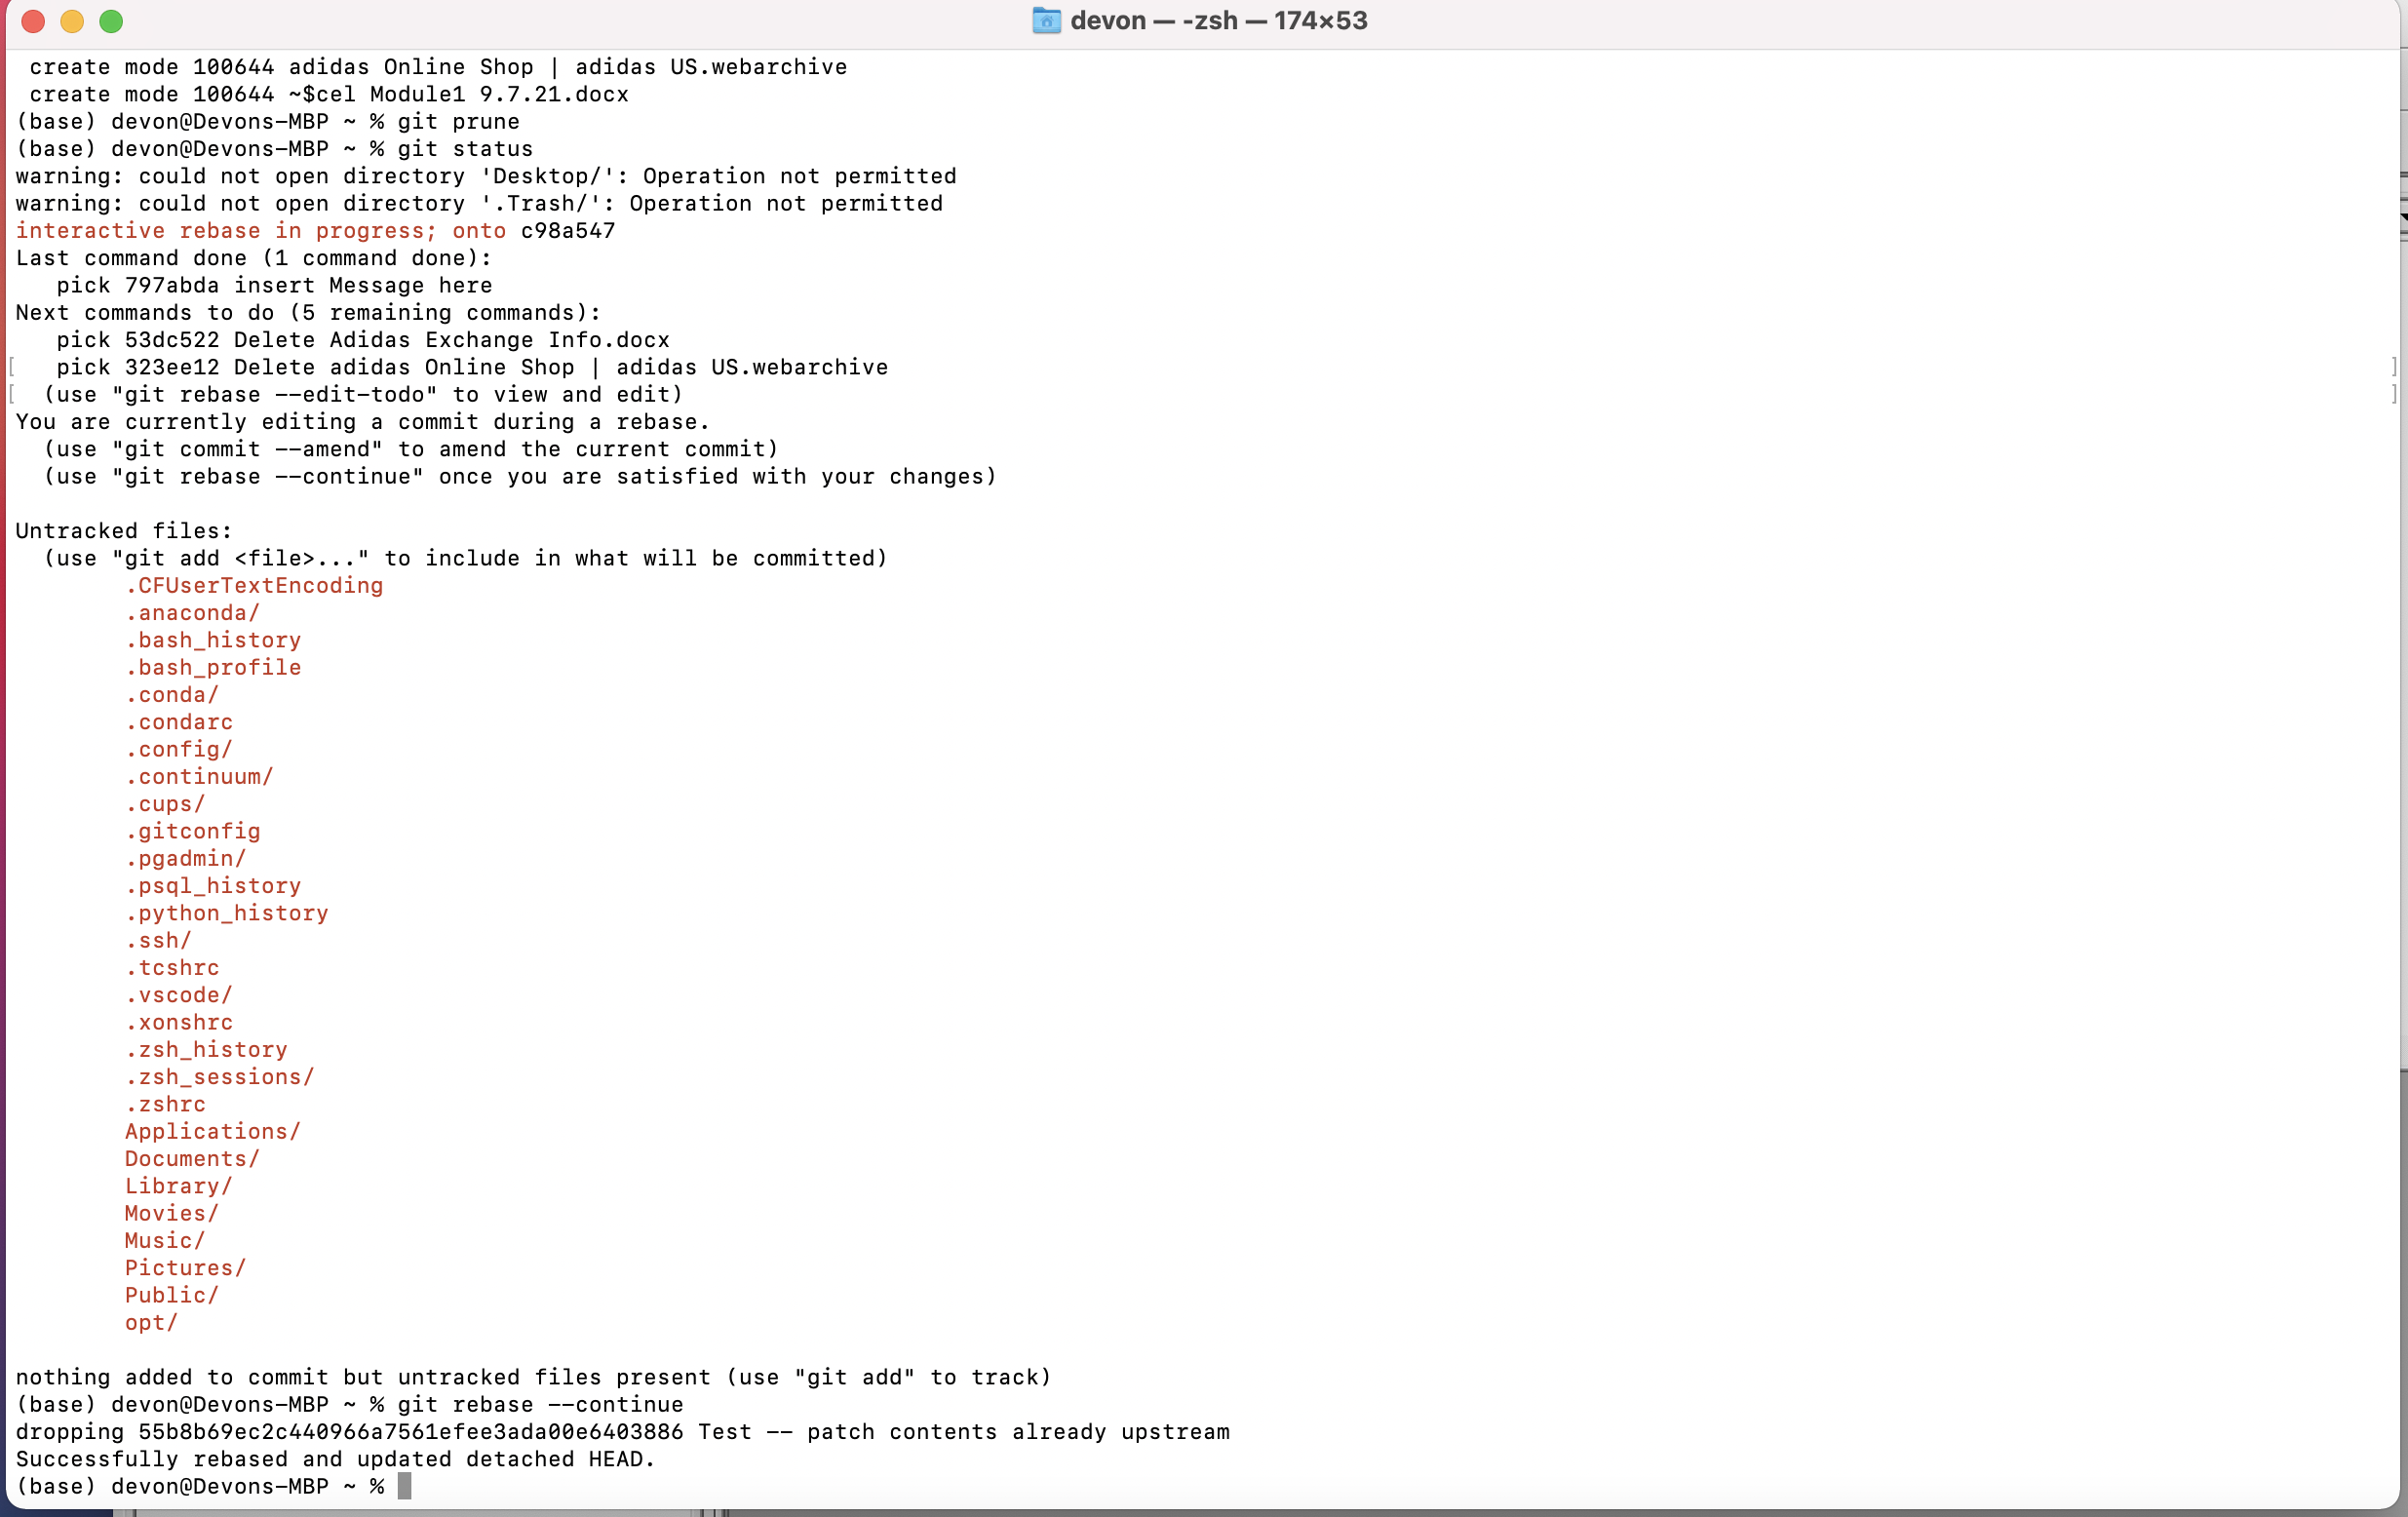 devon — -zsh — 174×53
 create mode 100644 adidas Online Shop | adidas US.webarchive
 create mode 100644 ~$cel Module1 9.7.21.docx
(base) devon@Devons-MBP ~ % git prune
(base) devon@Devons-MBP ~ % git status
warning: could not open directory 'Desktop/': Operation not permitted
warning: could not open directory '.Trash/': Operation not permitted
interactive rebase in progress; onto c98a547
Last command done (1 command done):
   pick 797abda insert Message here
Next commands to do (5 remaining commands):
   pick 53dc522 Delete Adidas Exchange Info.docx
[   pick 323ee12 Delete adidas Online Shop | adidas US.webarchive ]
[  (use "git rebase --edit-todo" to view and edit) ]
You are currently editing a commit during a rebase.
  (use "git commit --amend" to amend the current commit)
  (use "git rebase --continue" once you are satisfied with your changes)

Untracked files:
  (use "git add <file>..." to include in what will be committed)
        .CFUserTextEncoding
        .anaconda/
        .bash_history
        .bash_profile
        .conda/
        .condarc
        .config/
        .continuum/
        .cups/
        .gitconfig
        .pgadmin/
        .psql_history
        .python_history
        .ssh/
        .tcshrc
        .vscode/
        .xonshrc
        .zsh_history
        .zsh_sessions/
        .zshrc
        Applications/
        Documents/
        Library/
        Movies/
        Music/
        Pictures/
        Public/
        opt/

nothing added to commit but untracked files present (use "git add" to track)
(base) devon@Devons-MBP ~ % git rebase --continue
dropping 55b8b69ec2c440966a7561efee3ada00e6403886 Test -- patch contents already upstream
Successfully rebased and updated detached HEAD.
(base) devon@Devons-MBP ~ %